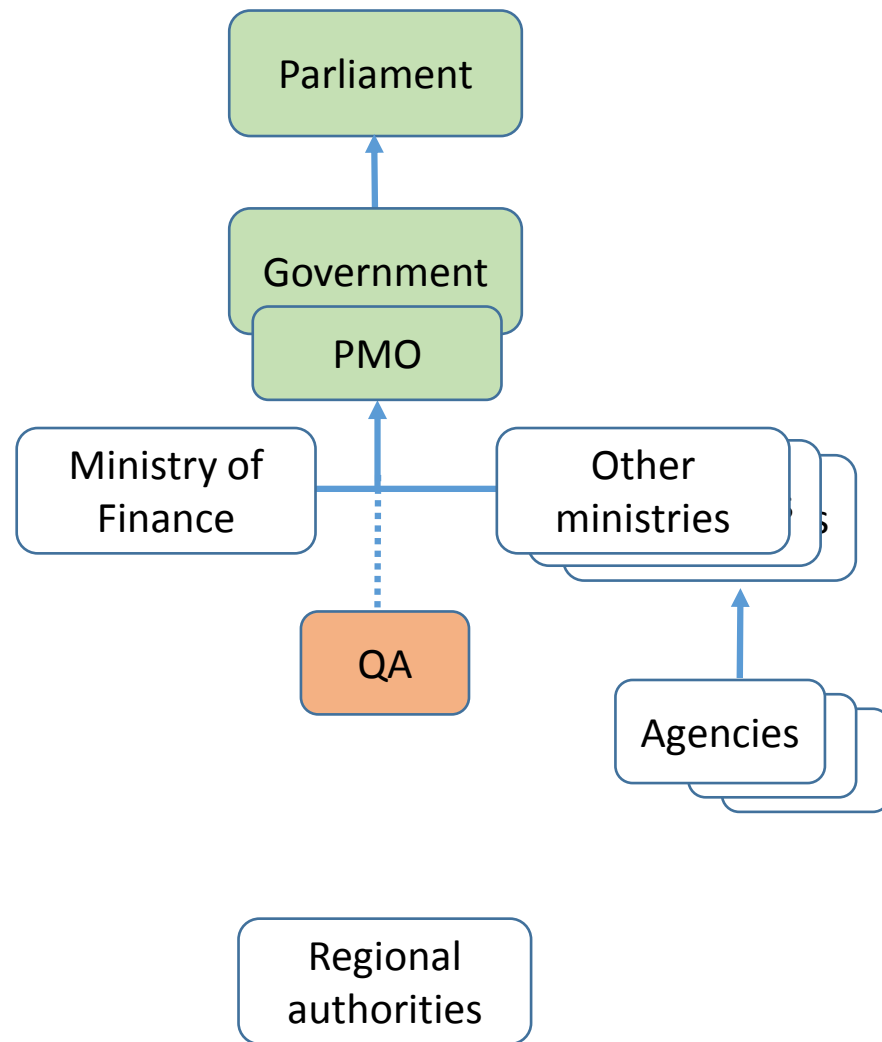 Parliament
Government
PMO
Ministry of
Finance
Other
ministries
QA
Agencies
Regional
authorities